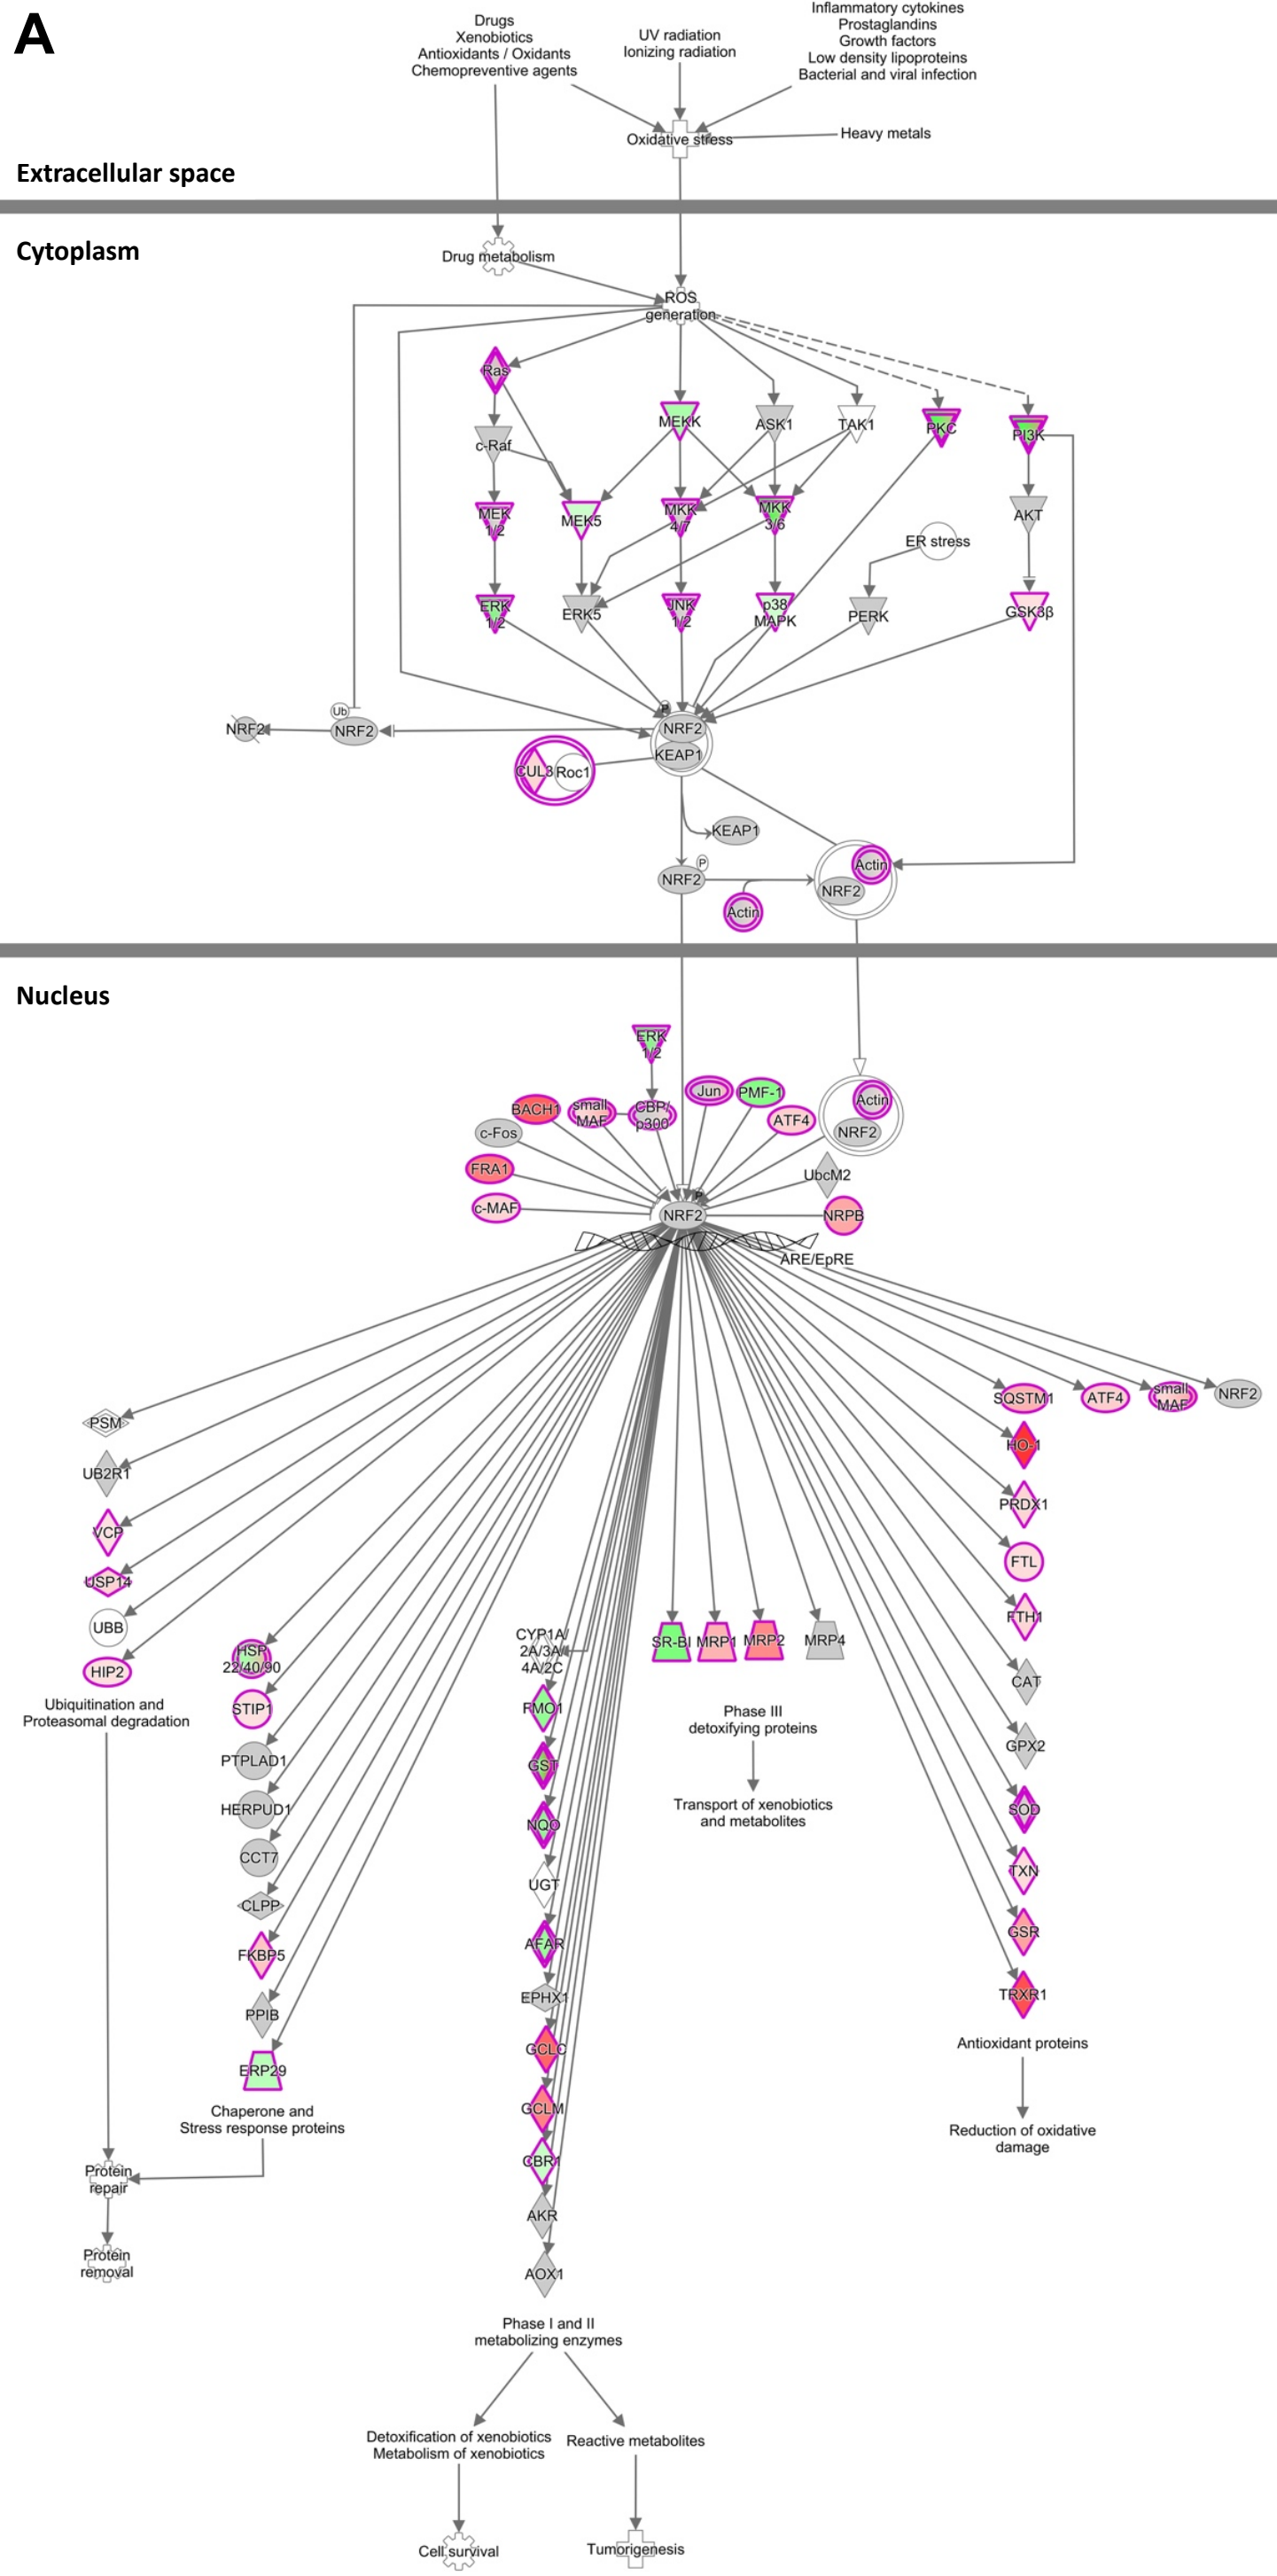 A
Drugs
Xenobiotics
Antioxidants / Oxidants
Chemopreventive agents
UV radiation
Ionizing radiation
Inflammatory cytokines
Prostaglandins
Growth factors
Low density lipoproteins
Bacterial and viral infection
Oxidative stress
Heavy metals
Extracellular space
Cytoplasm
Drug metabolism
ROS
generation
Ras
MEKK
ASK1
TAK1
PKC
PI3K
c-Raf
MEK
1/2
MEK5
MKK
4/7
MKK
3/6
AKT
ER stress
ERK
1/2
ERK5
JNK
1/2
p38
MAPK
PERK
GSK3β
NRF2
Ub
NRF2
P
NRF2
KEAP1
CUL3
Roc1
KEAP1
NRF2
P
Actin
Actin
NRF2
Nucleus
ERK
1/2
BACH1
small
MAF
CBP/
p300
Jun
PMF-1
ATF4
Actin
NRF2
c-Fos
FRA1
c-MAF
UbcM2
NRPB
P
NRF2
ARE/EpRE
PSM
UB2R1
VCP
USP14
UBB
HIP2
Ubiquitination and
Proteasomal degradation
HSP
22/40/90
STIP1
PTPLAD1
HERPUD1
CCT7
CLPP
FKBP5
PPIB
ERP29
Chaperone and
Stress response proteins
Protein
repair
Protein
removal
CYP1A/
2A/3A/
4A/2C
FMO1
GST
NQO
UGT
AFAR
EPHX1
GCLC
GCLM
CBR1
AKR
AOX1
Phase I and II
metabolizing enzymes
Detoxification of xenobiotics
Metabolism of xenobiotics
Reactive metabolites
Cell survival
Tumorigenesis
SR-BI
MRP1
MRP2
MRP4
Phase III
detoxifying proteins
Transport of xenobiotics
and metabolites
SQSTM1
ATF4
small
MAF
NRF2
HO-1
PRDX1
FTL
FTH1
CAT
GPX2
SOD
TXN
GSR
TRXR1
Antioxidant proteins
Reduction of oxidative
damage